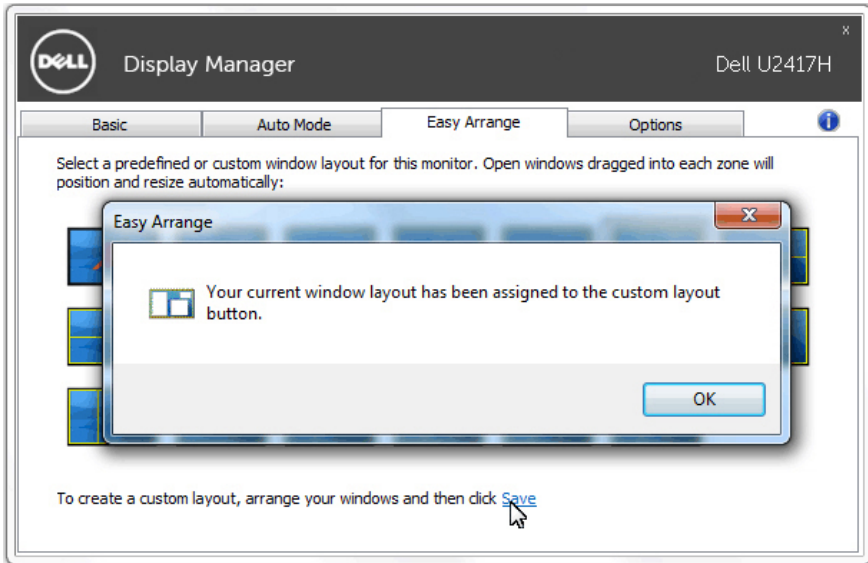 DELL
Display Manager
x
Dell U2417H
Basic
Auto Mode
Easy Arrange
Options
i
Select a predefined or custom window layout for this monitor. Open windows dragged into each zone will
position and resize automatically:
Easy Arrange
x
Your current window layout has been assigned to the custom layout
button.
OK
To create a custom layout, arrange your windows and then click Save